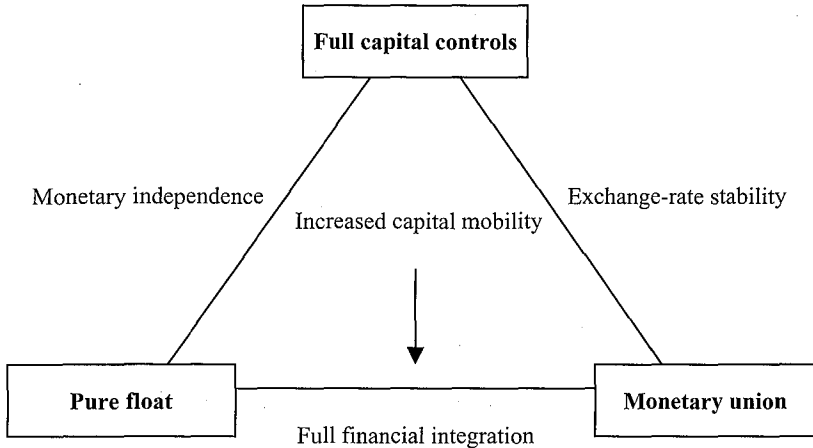 Full capital controls
Monetary independence
Exchange-rate stability
Increased capital mobility
Pure float
Monetary union
Full financial integration